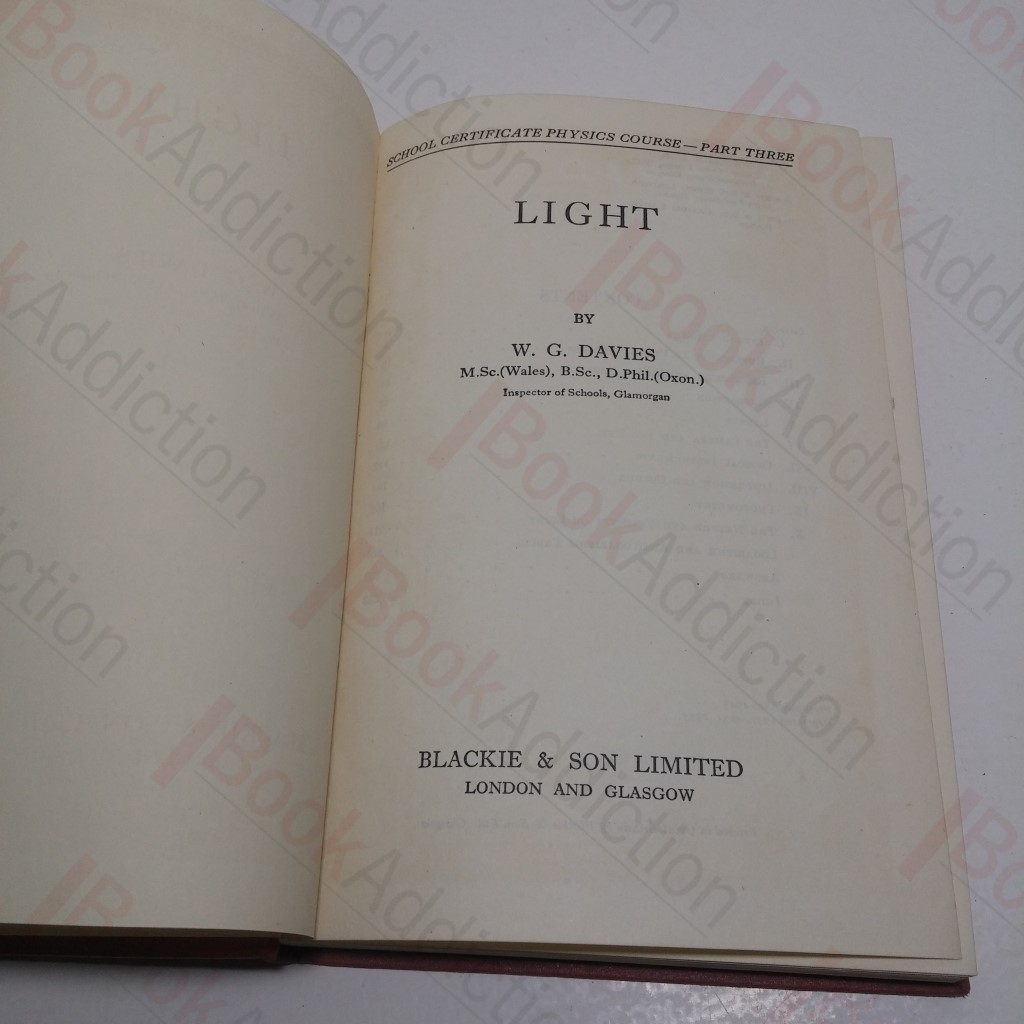 SCHOOL CERTIFICATE PHYSICS COURSE—PART THREE
LIGHT
BY
W. G. DAVIES
M.Sc.(Wales), B.Sc., D.Phil.(Oxon.)
Inspector of Schools, Glamorgan
BLACKIE & SON LIMITED
LONDON AND GLASGOW
BookAddiction